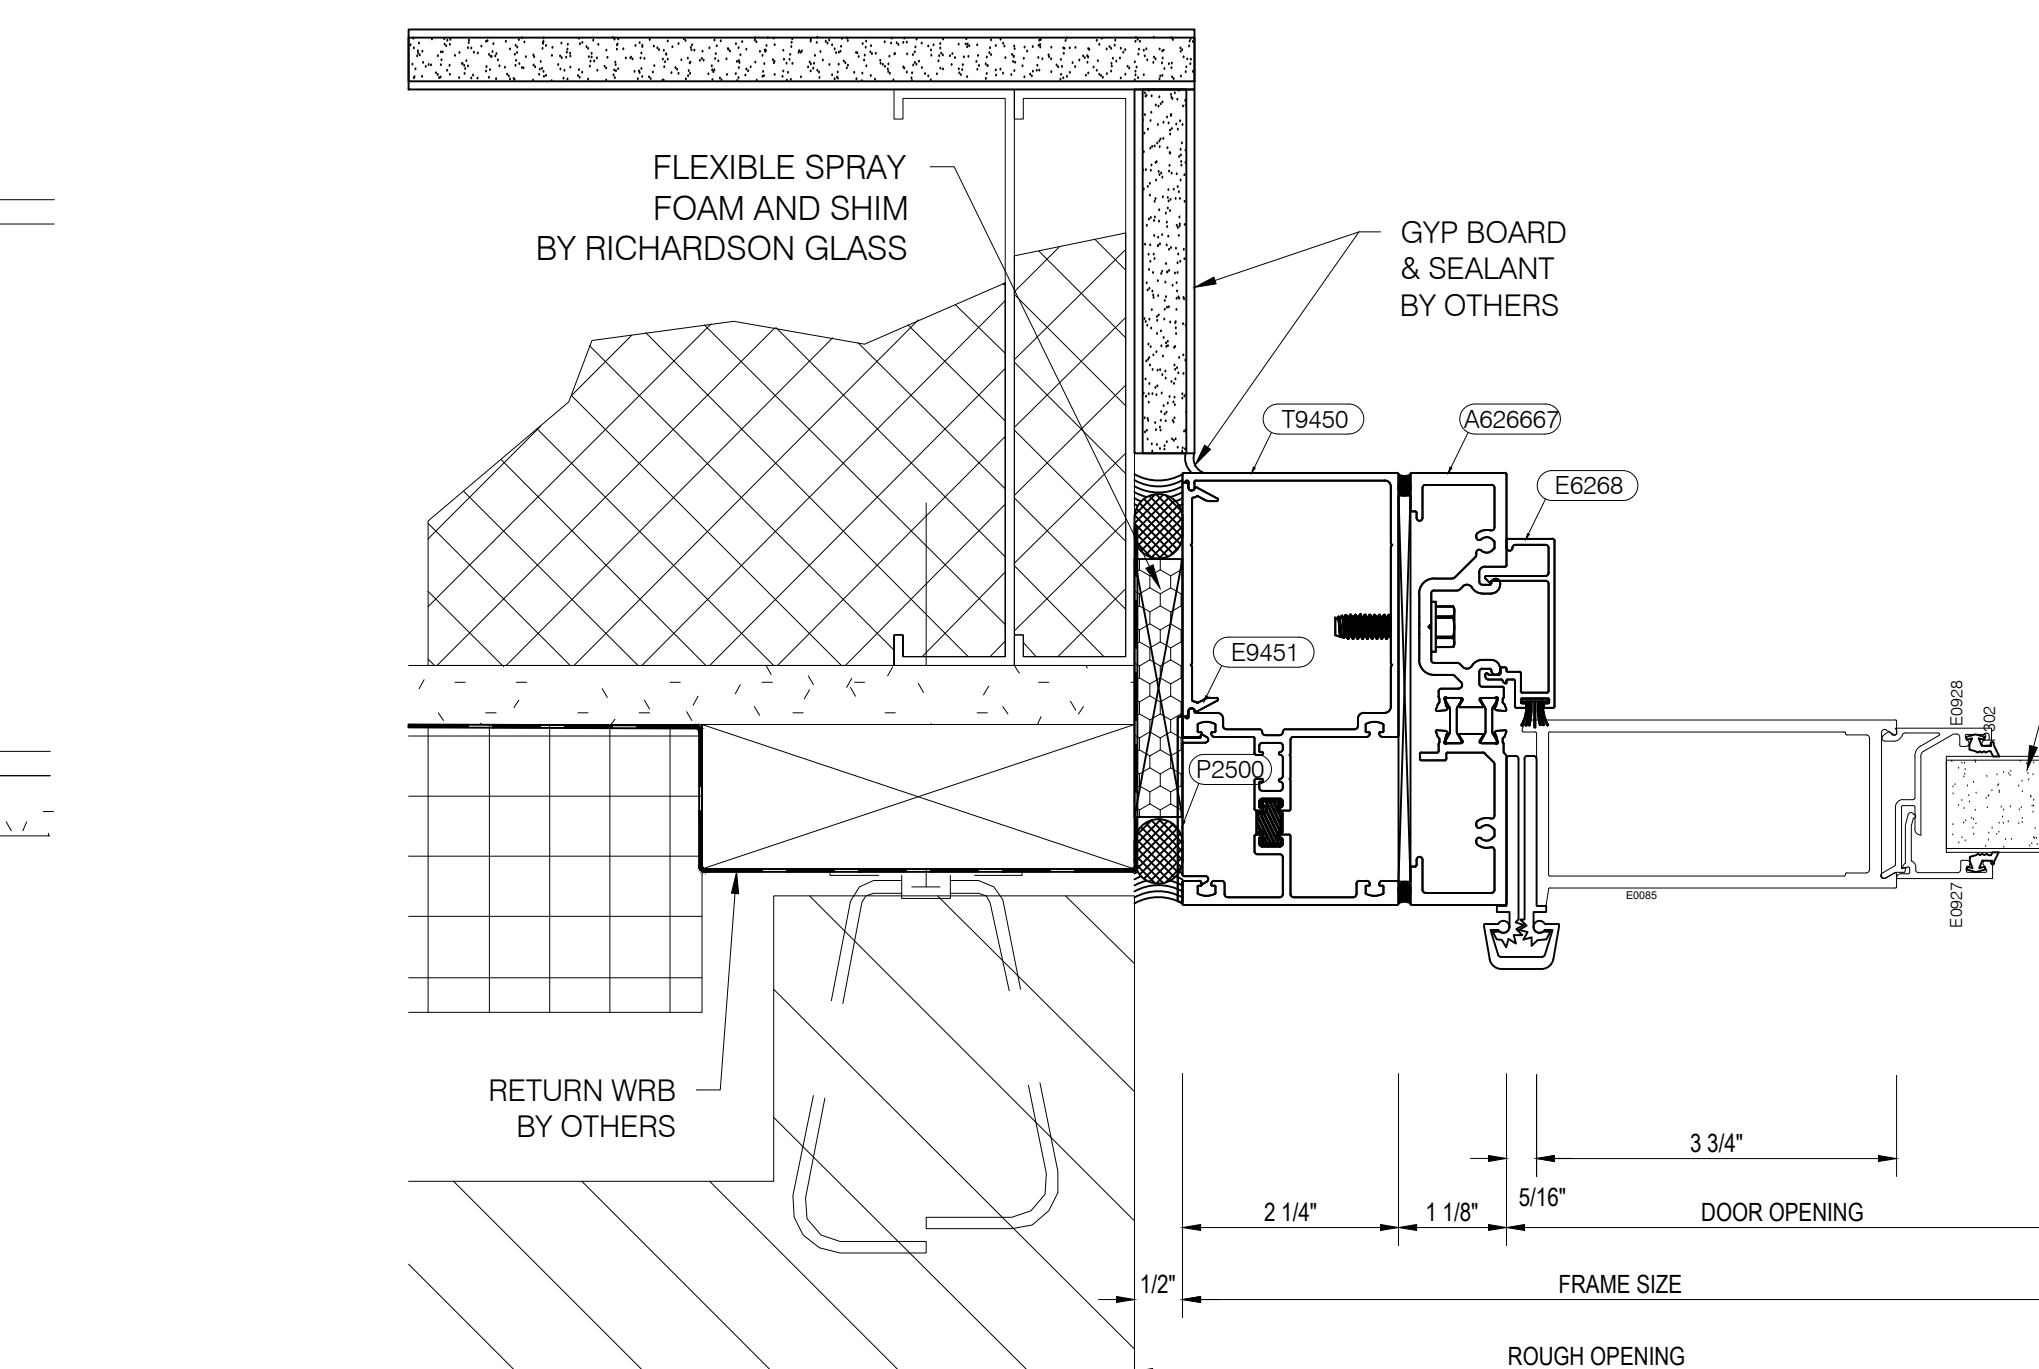 FLEXIBLE SPRAY
FOAM AND SHIM
BY RICHARDSON GLASS
GYP BOARD
& SEALANT
BY OTHERS
T9450
A626667
E6268
E9451
P2500
E0928
E0927
E0085
RETURN WRB
BY OTHERS
3 3/4"
5/16"
2 1/4"
1 1/8"
DOOR OPENING
1/2"
FRAME SIZE
ROUGH OPENING